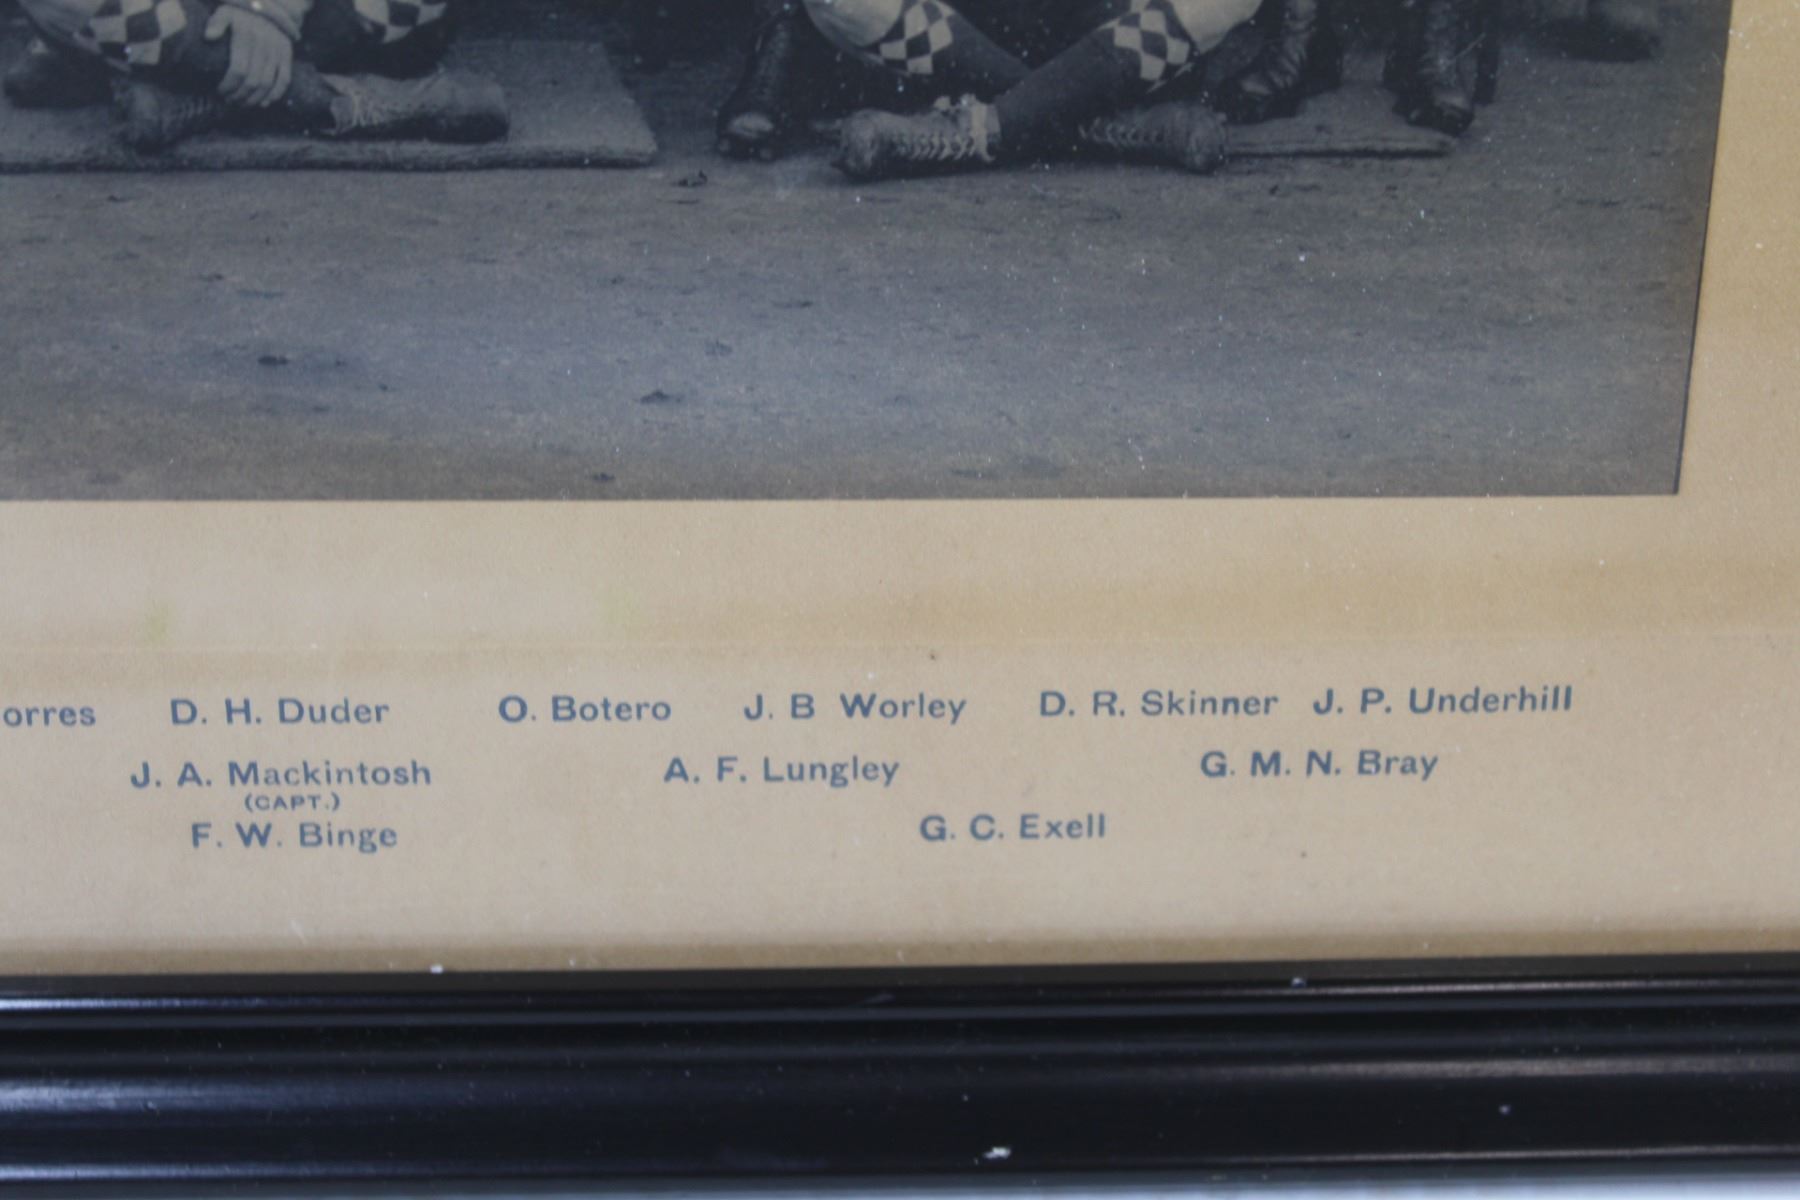 orres D. H. Duder O. Botero J. B Worley D. R. Skinner J. P. Underhill
J. A. Mackintosh A. F. Lungley G. M. N. Bray
(CAPT.)
F. W. Binge G. C. Exell